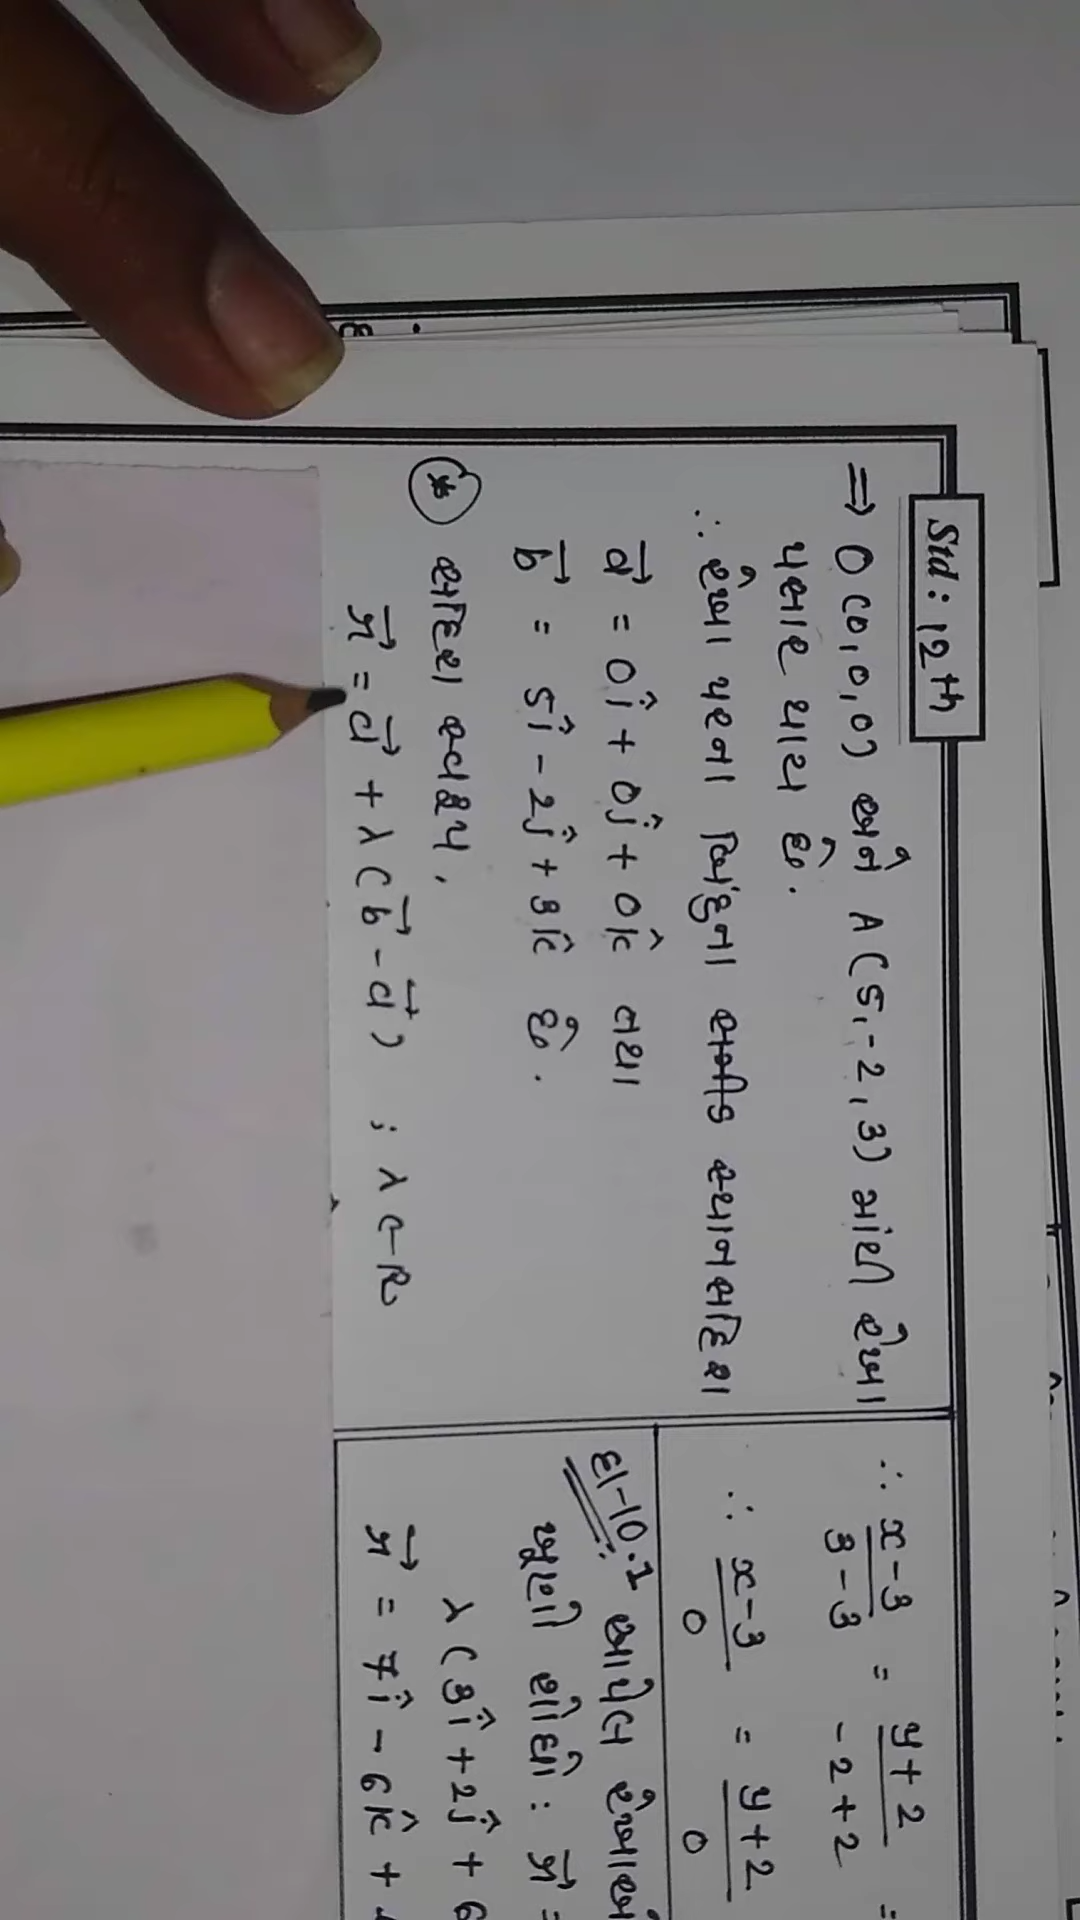 Std : 12th
⇒ O(0,0,0) અને A(5,-2,3) માંથી રેખા
પસાર થાય છે.
∴ રેખા પરના બિંદુના સ્થાનસદિશ
a⃗ = 0î + 0ĵ + 0k̂ તથા
b⃗ = 5î - 2ĵ + 3k̂ છે.
* સદિશ સ્વરૂપ,
r⃗ = a⃗ + λ(b⃗ - a⃗) ; λ ∈ R
∴ x-3/3-3 = y+2/-2+2 =
∴ x-3/0 = y+2/0
દા-10.1 : આપેલ
ખૂણો શોધો : r⃗ =
λ(3î + 2ĵ + 6
r⃗ = 7î - 6k̂ +